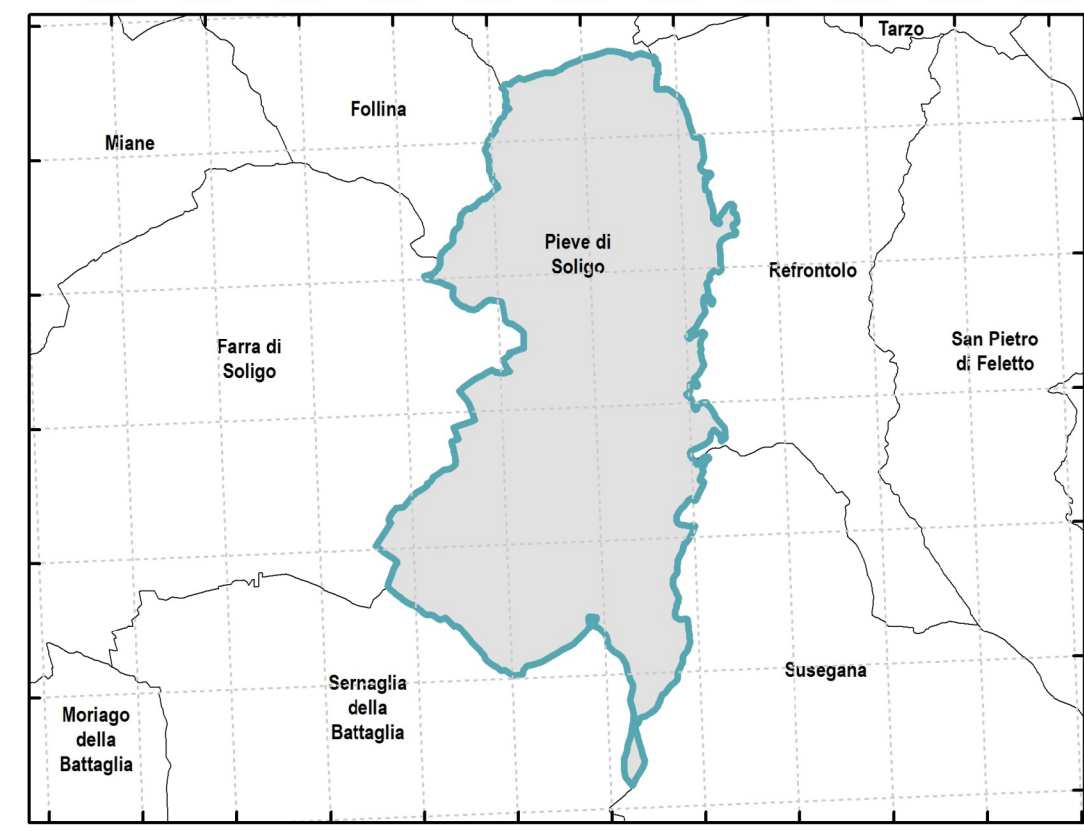 Tarzo
Follina
Miane
Pieve di
Soligo
Refrontolo
San Pietro
di Feletto
Farra di
Soligo
Susegana
Sernaglia
della
Battaglia
Moriago
della
Battaglia